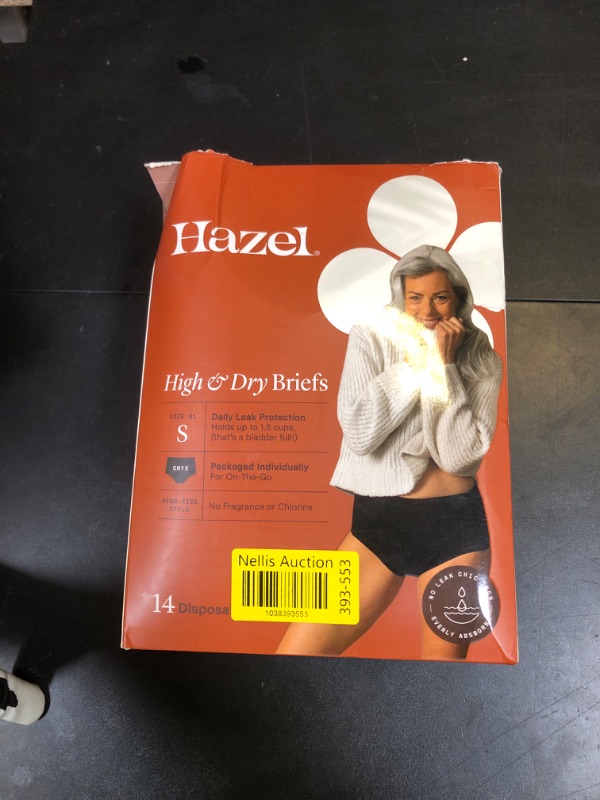 Hazel®
High & Dry Briefs
SIZE #1
S
Daily Leak Protection
Holds up to 1.5 cups,
(that's a bladder full!)
ONYX
Packaged Individually
For On-The-Go
HIGH-RISE
STYLE
No Fragrance or Chlorine
14 Disposa
Nellis Auction
1038393553
393-553
NO LEAK
EVENLY